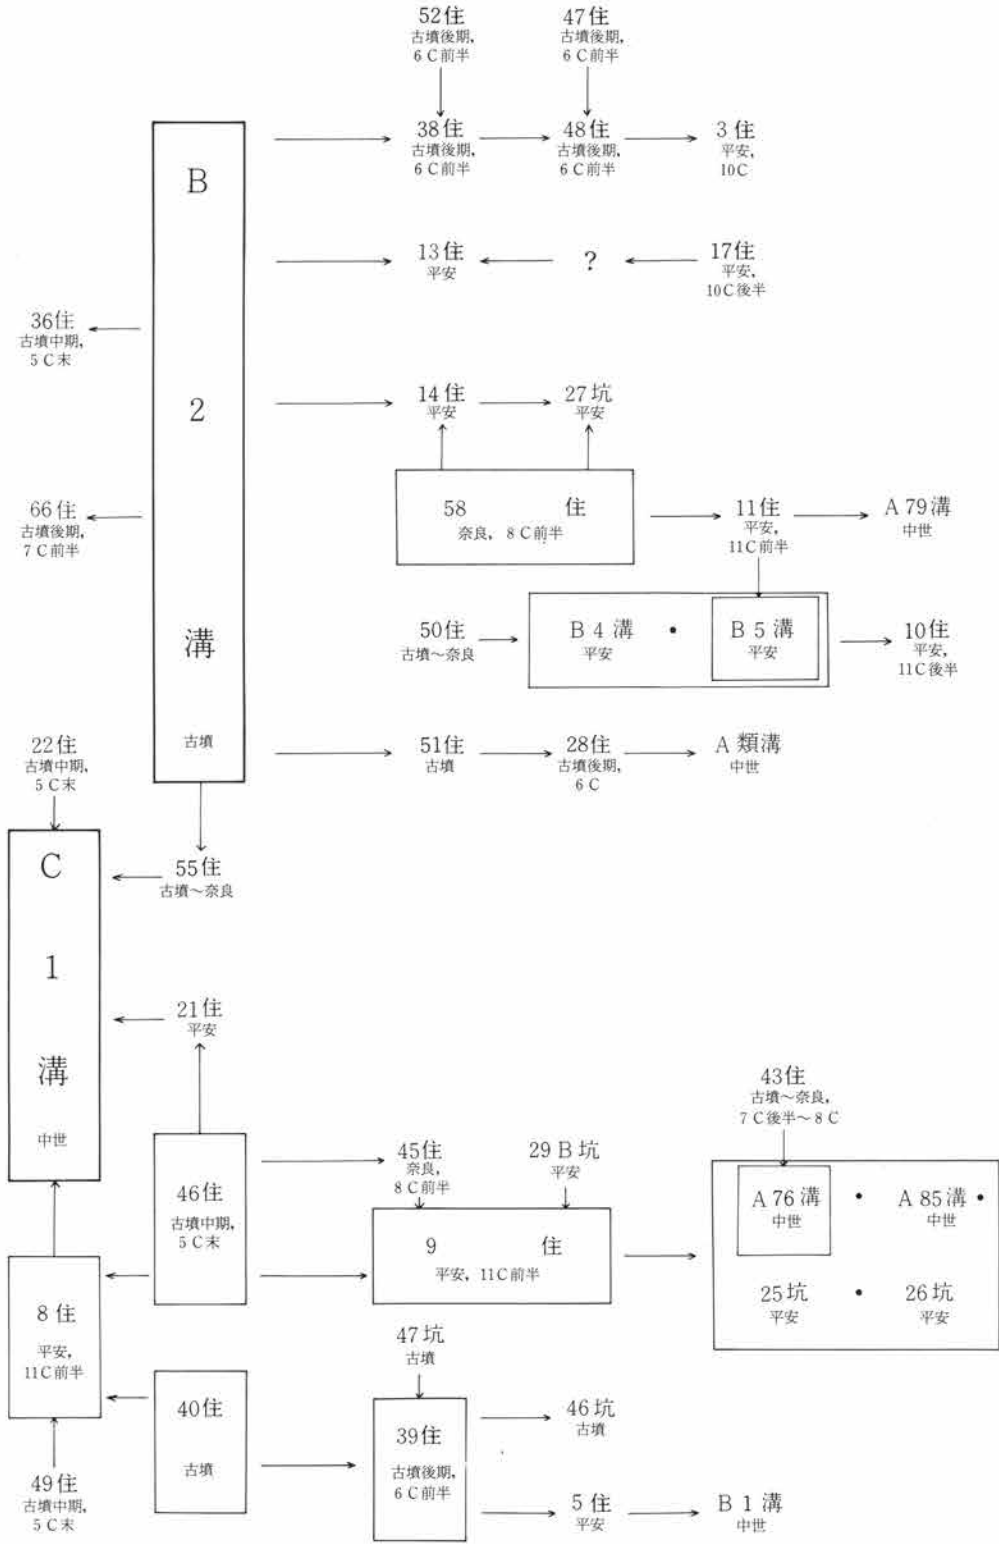 52住
古墳後期,
6C前半
47住
古墳後期,
6C前半
38住
古墳後期,
6C前半
48住
古墳後期,
6C前半
3住
平安,
10C
B
2
溝
古墳
13住
平安
?
17住
平安,
10C後半
36住
古墳中期,
5C末
14住
平安
27坑
平安
66住
古墳後期,
7C前半
58 住
奈良, 8C前半
11住
平安,
11C前半
A79溝
中世
50住
古墳~奈良
B4溝 ・ B5溝
平安 平安
10住
平安,
11C後半
51住
古墳
28住
古墳後期,
6C
A類溝
中世
22住
古墳中期,
5C末
C
1
溝
中世
55住
古墳~奈良
21住
平安
46住
古墳中期,
5C末
45住
奈良,
8C前半
29B坑
平安
43住
古墳~奈良,
7C後半~8C
9 住
平安, 11C前半
A76溝 ・ A85溝・
中世 中世
25坑 ・ 26坑
平安 平安
8住
平安,
11C前半
47坑
古墳
40住
古墳
39住
古墳後期,
6C前半
46坑
古墳
49住
古墳中期,
5C末
5住
平安
B1溝
中世